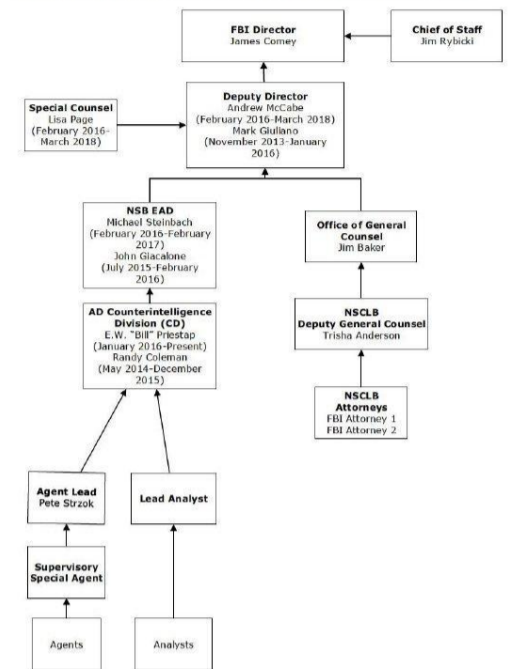 FBI Director
James Comey
Chief of Staff
Jim Rybicki
Deputy Director
Andrew McCabe
(February 2016-March 2018)
Mark Giuliano
(November 2013-January
2016)
Special Counsel
Lisa Page
(February 2016-
March 2018)
NSB EAD
Michael Steinbach
(February 2016-February
2017)
John Giacalone
(July 2015-February
2016)
Office of General
Counsel
Jim Baker
AD Counterintelligence
Division (CD)
E.W. "Bill" Priestap
(January 2016-Present)
Randy Coleman
(May 2014-December
2015)
NSCLB
Deputy General Counsel
Trisha Anderson
NSCLB
Attorneys
FBI Attorney 1
FBI Attorney 2
Agent Lead
Pete Strzok
Lead Analyst
Supervisory
Special Agent
Agents
Analysts